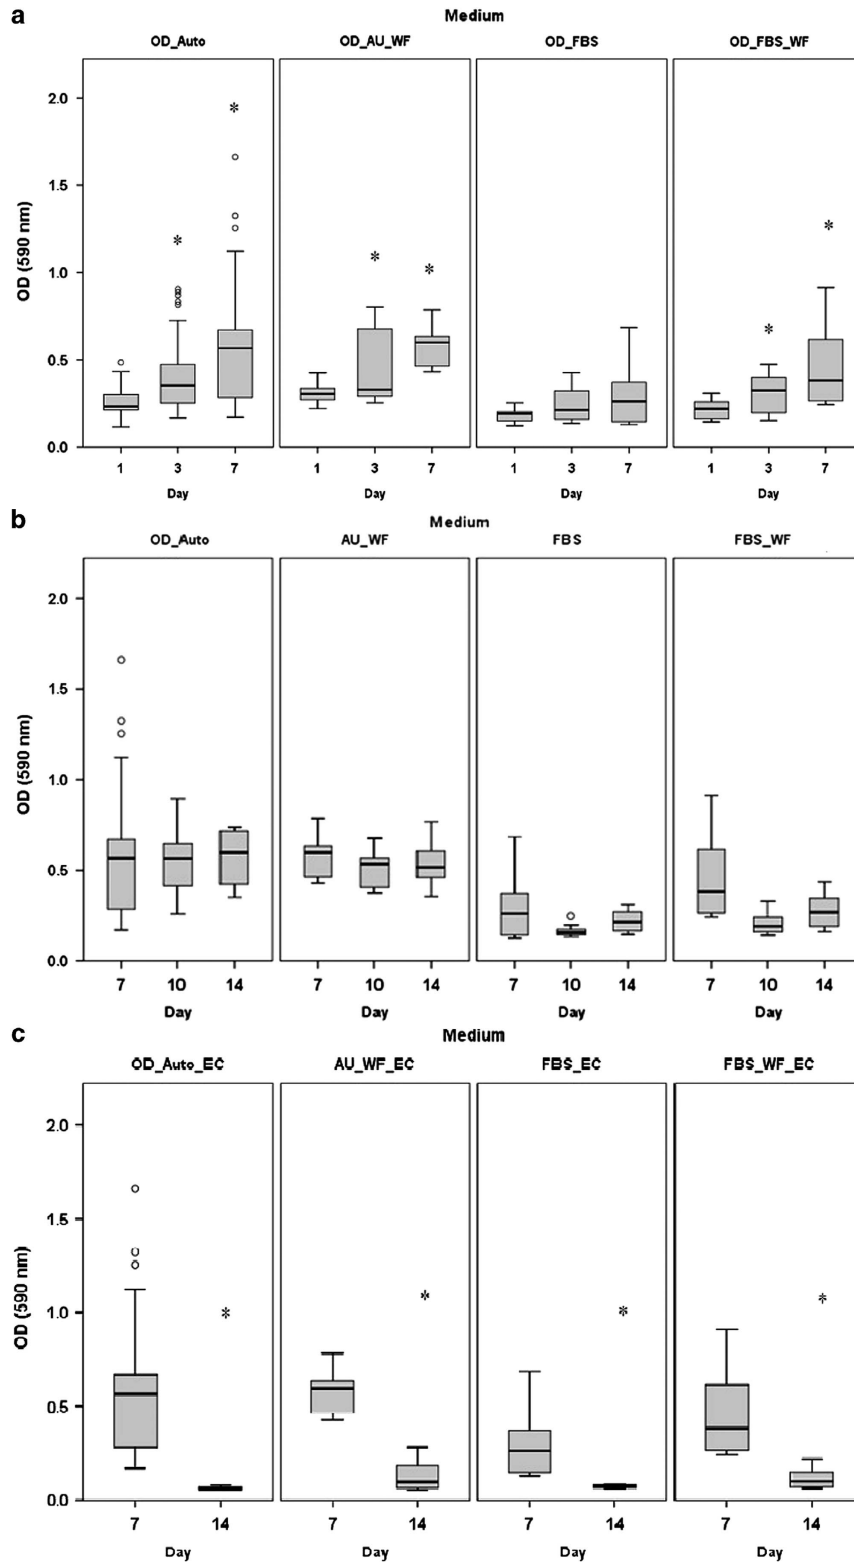 a
Medium
OD_Auto OD_AU_WF OD_FBS OD_FBS_WF
OD (590 nm)
2.0
1.5
1.0
0.5
0.0
* * * * * *
1 3 7 1 3 7 1 3 7 1 3 7
Day Day Day Day
b
Medium
OD_Auto AU_WF FBS FBS_WF
OD (590 nm)
2.0
1.5
1.0
0.5
0.0
7 10 14 7 10 14 7 10 14 7 10 14
Day Day Day Day
c
Medium
OD_Auto_EC AU_WF_EC FBS_EC FBS_WF_EC
OD (590 nm)
2.0
1.5
1.0
0.5
0.0
* * * *
7 14 7 14 7 14 7 14
Day Day Day Day